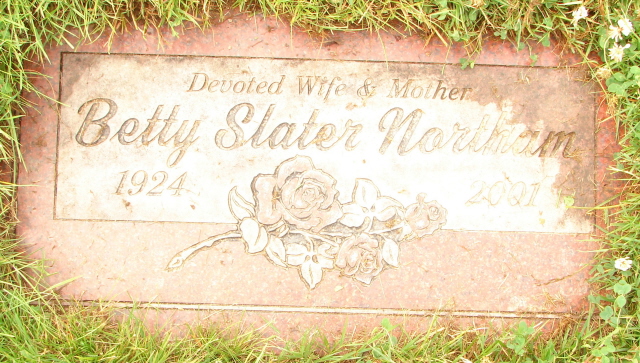 Devoted Wife & Mother
Betty Slater Northam
1924 2001